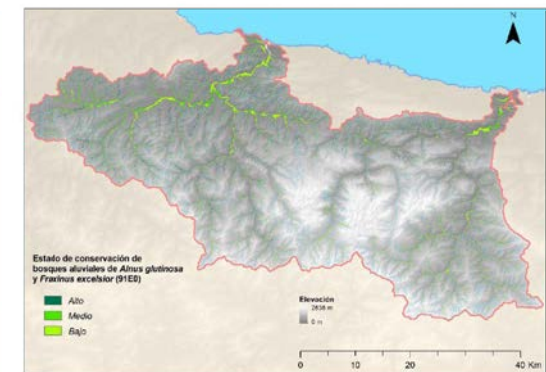 N
Estado de conservación de
bosques aluviales de Alnus glutinosa
y Fraxinus excelsior (91E0)
Alto
Medio
Bajo
Elevación
2636 m
0 m
0 10 20 40 Km